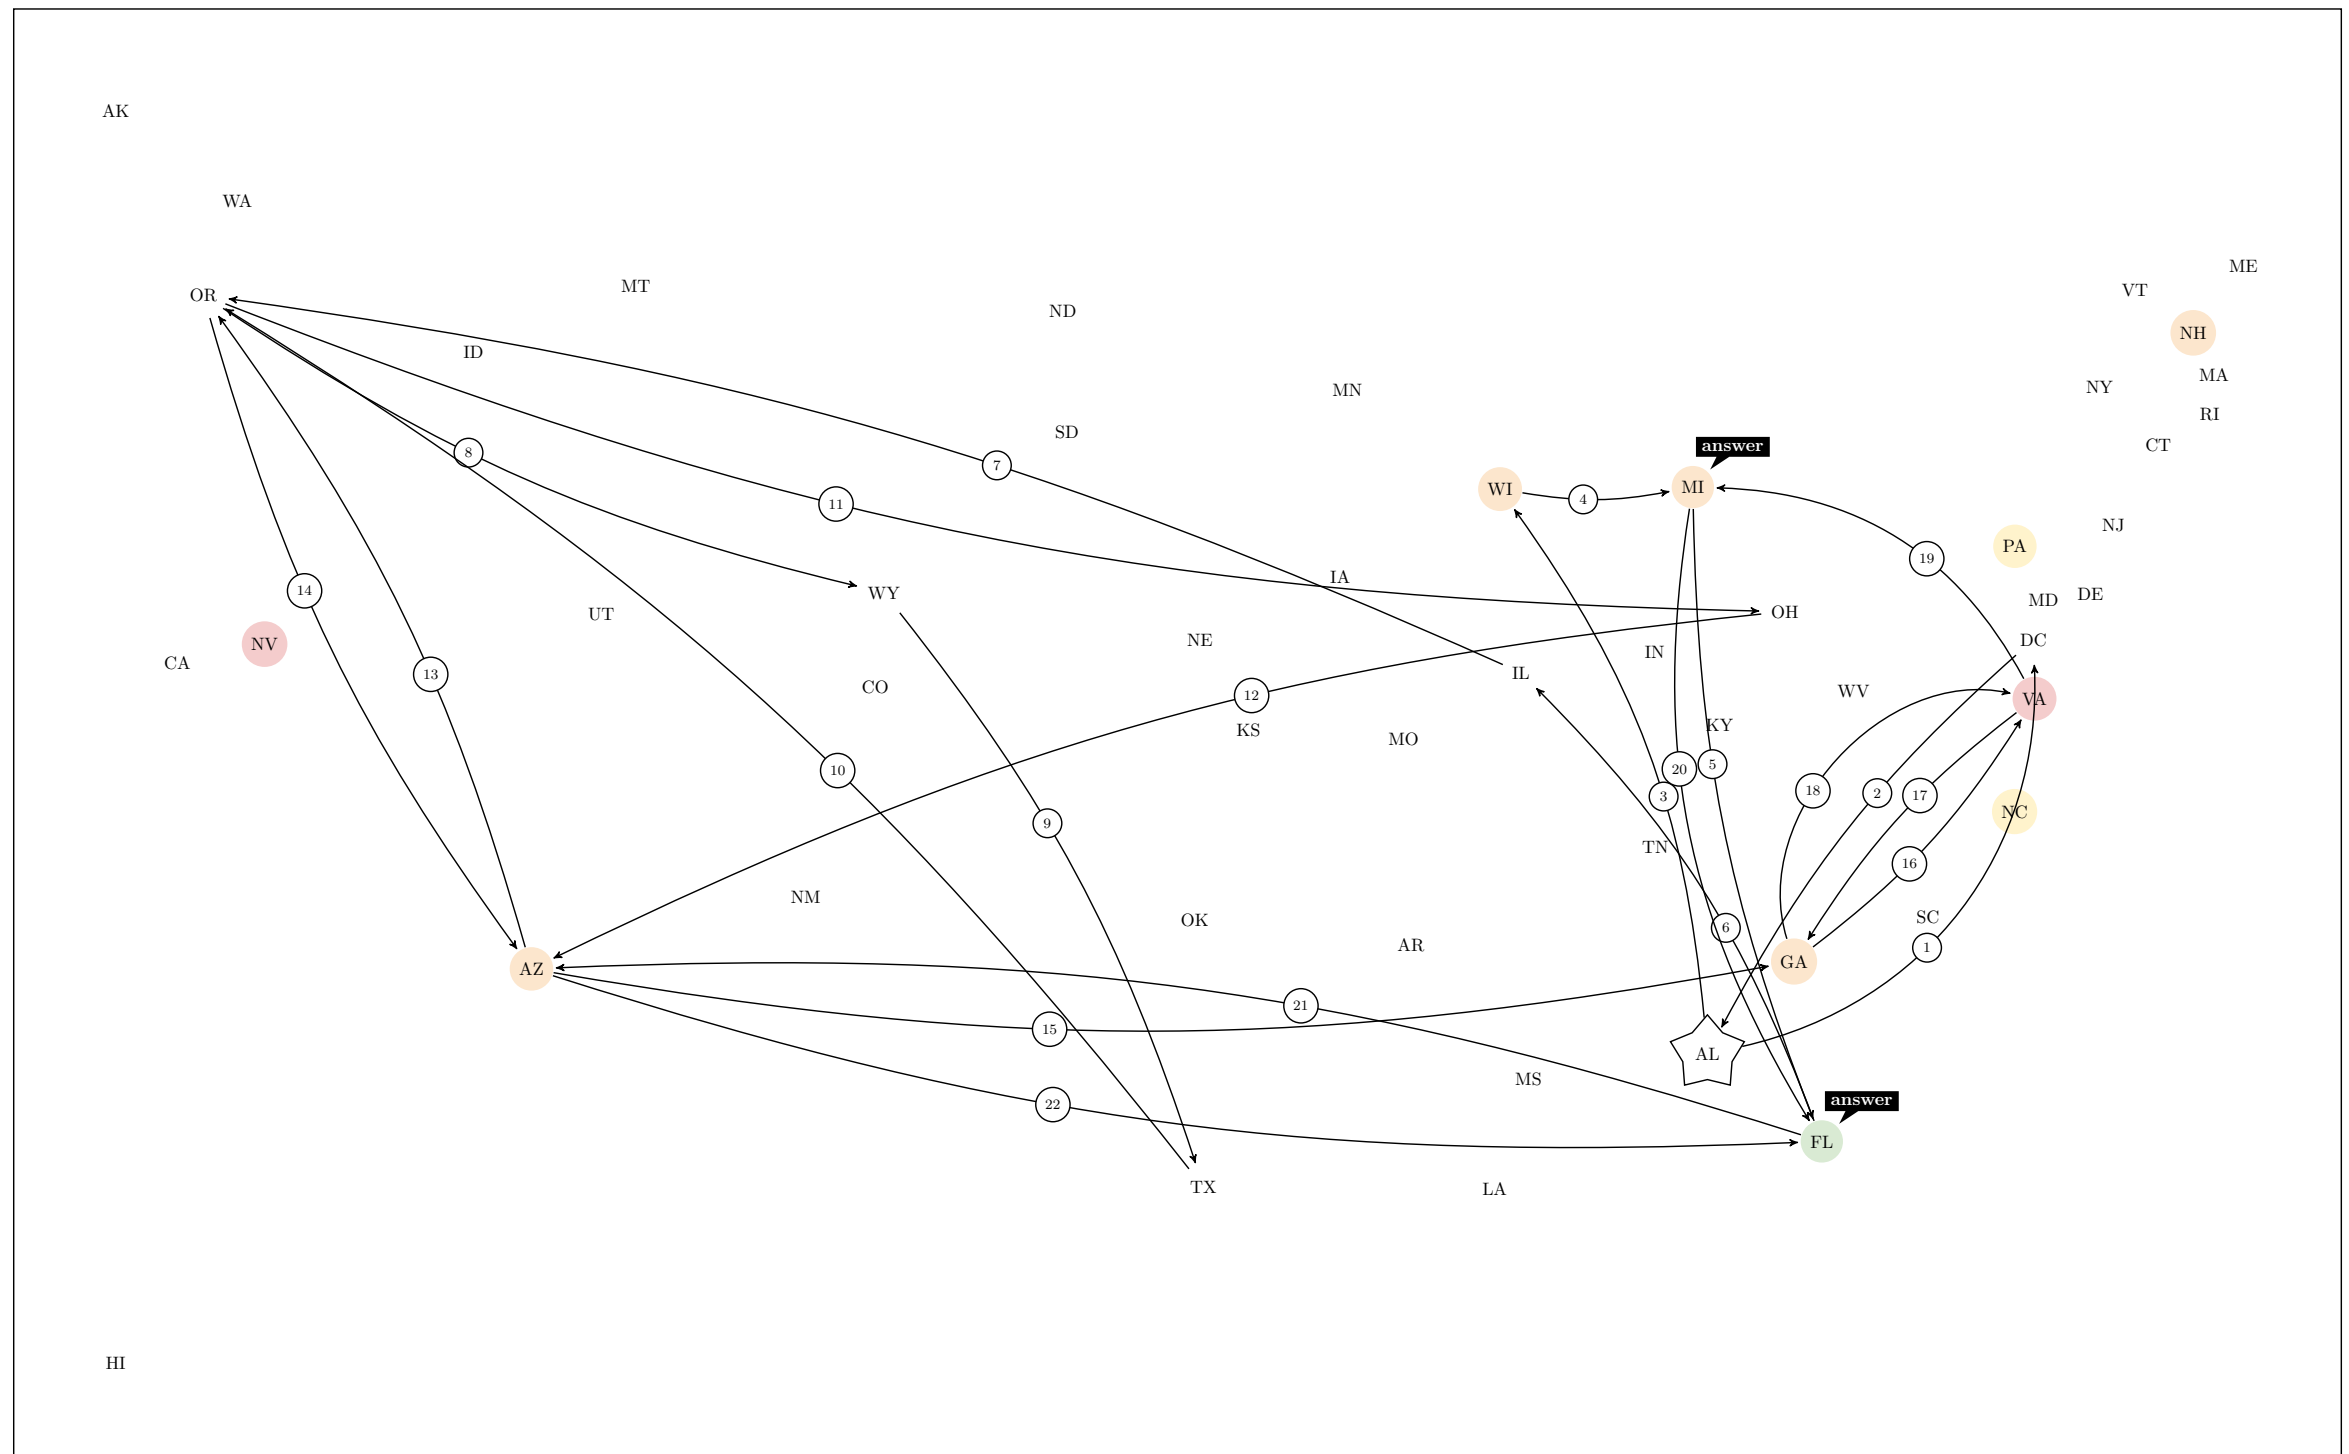 AK
WA
ME
OR
MT
VT
ND
NH
ID
MA
MN
NY
RI
SD
answer
CT
8
7
WI
MI
4
11
NJ
PA
19
14
WY
IA
DE
MD
UT
OH
NV
NE
DC
CA
IN
13
IL
CO
12
WV
VA
KS
KY
MO
10
20
5
3
18
2
17
NC
9
TN
16
NM
OK
SC
6
AR
1
AZ
GA
21
15
AL
MS
22
answer
FL
TX
LA
HI